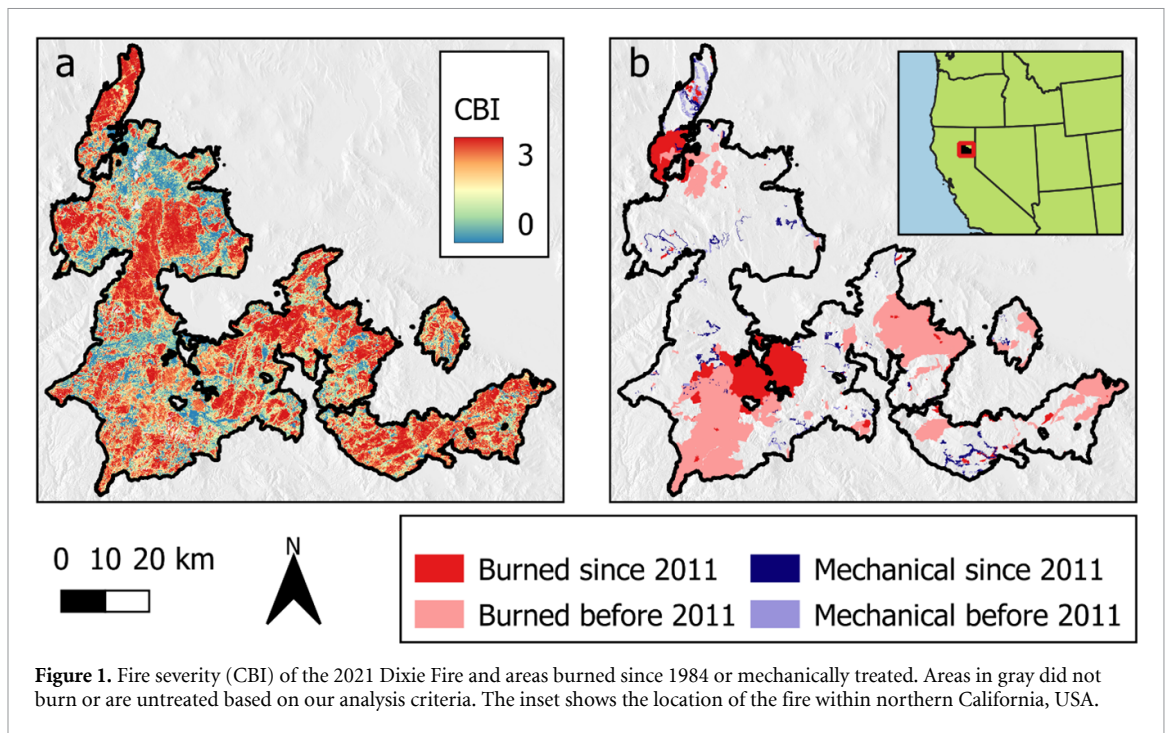 a
CBI
3
0
b
0 10 20 km
N
Burned since 2011
Mechanical since 2011
Burned before 2011
Mechanical before 2011
Figure 1. Fire severity (CBI) of the 2021 Dixie Fire and areas burned since 1984 or mechanically treated. Areas in gray did not
burn or are untreated based on our analysis criteria. The inset shows the location of the fire within northern California, USA.